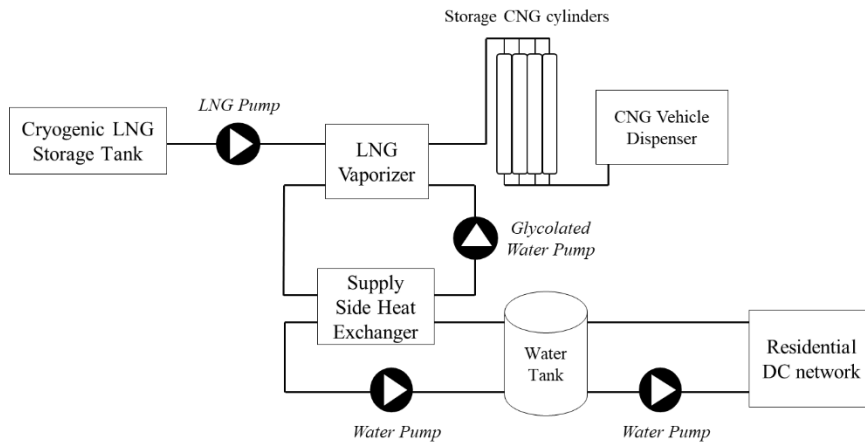 Storage CNG cylinders
LNG Pump
Cryogenic LNG
Storage Tank
LNG
Vaporizer
CNG Vehicle
Dispenser
Glycolated
Water Pump
Supply
Side Heat
Exchanger
Water
Tank
Residential
DC network
Water Pump
Water Pump